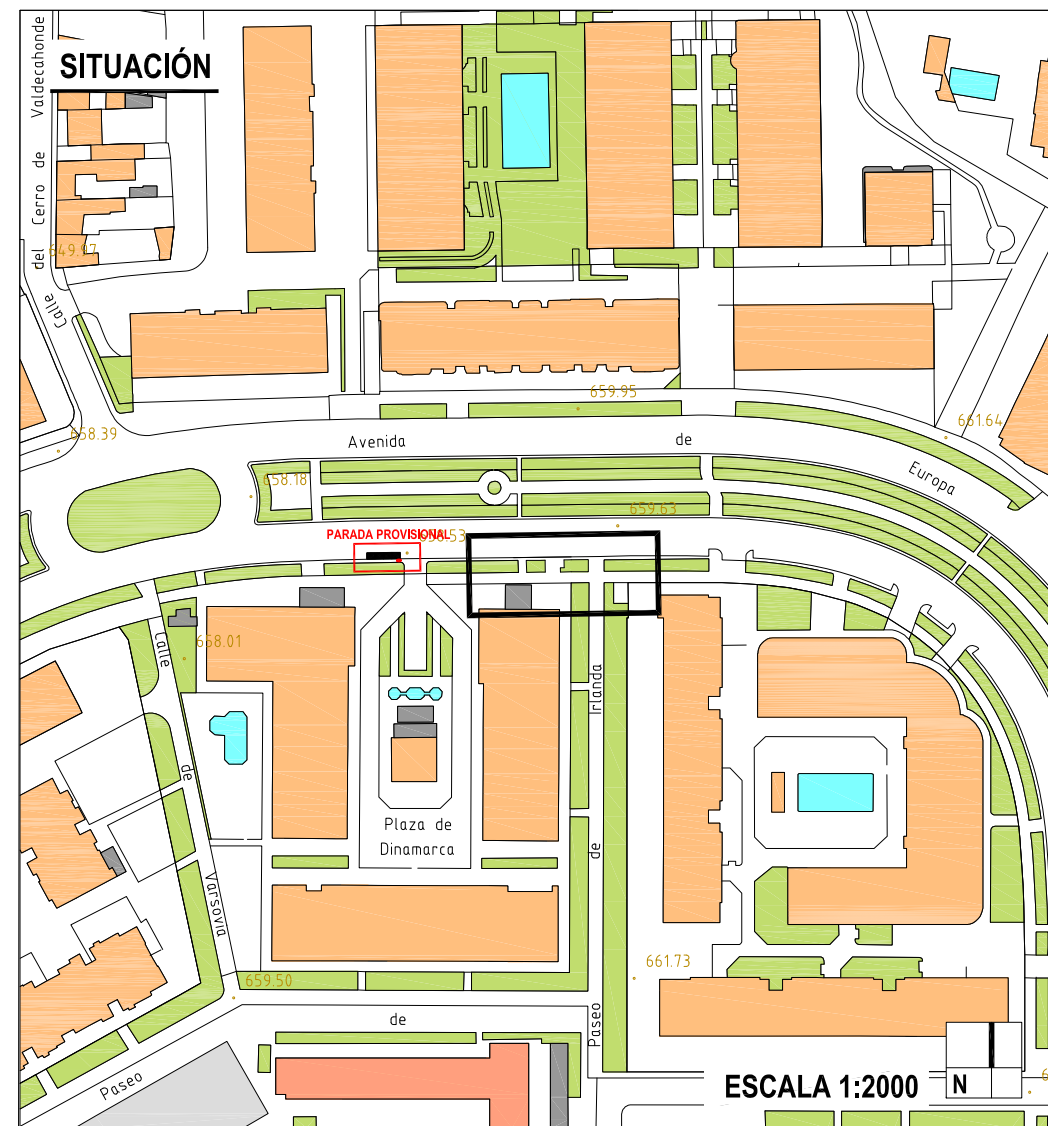 SITUACIÓN
Calle del Cerro de Valdecahonde
649.97
659.95
658.39
Avenida de Europa
661.64
658.18
659.63
PARADA PROVISIONAL
658.01
Calle de Varsovia
Irlanda
de
Paseo
Plaza de
Dinamarca
661.73
659.50
Paseo de
ESCALA 1:2000
N